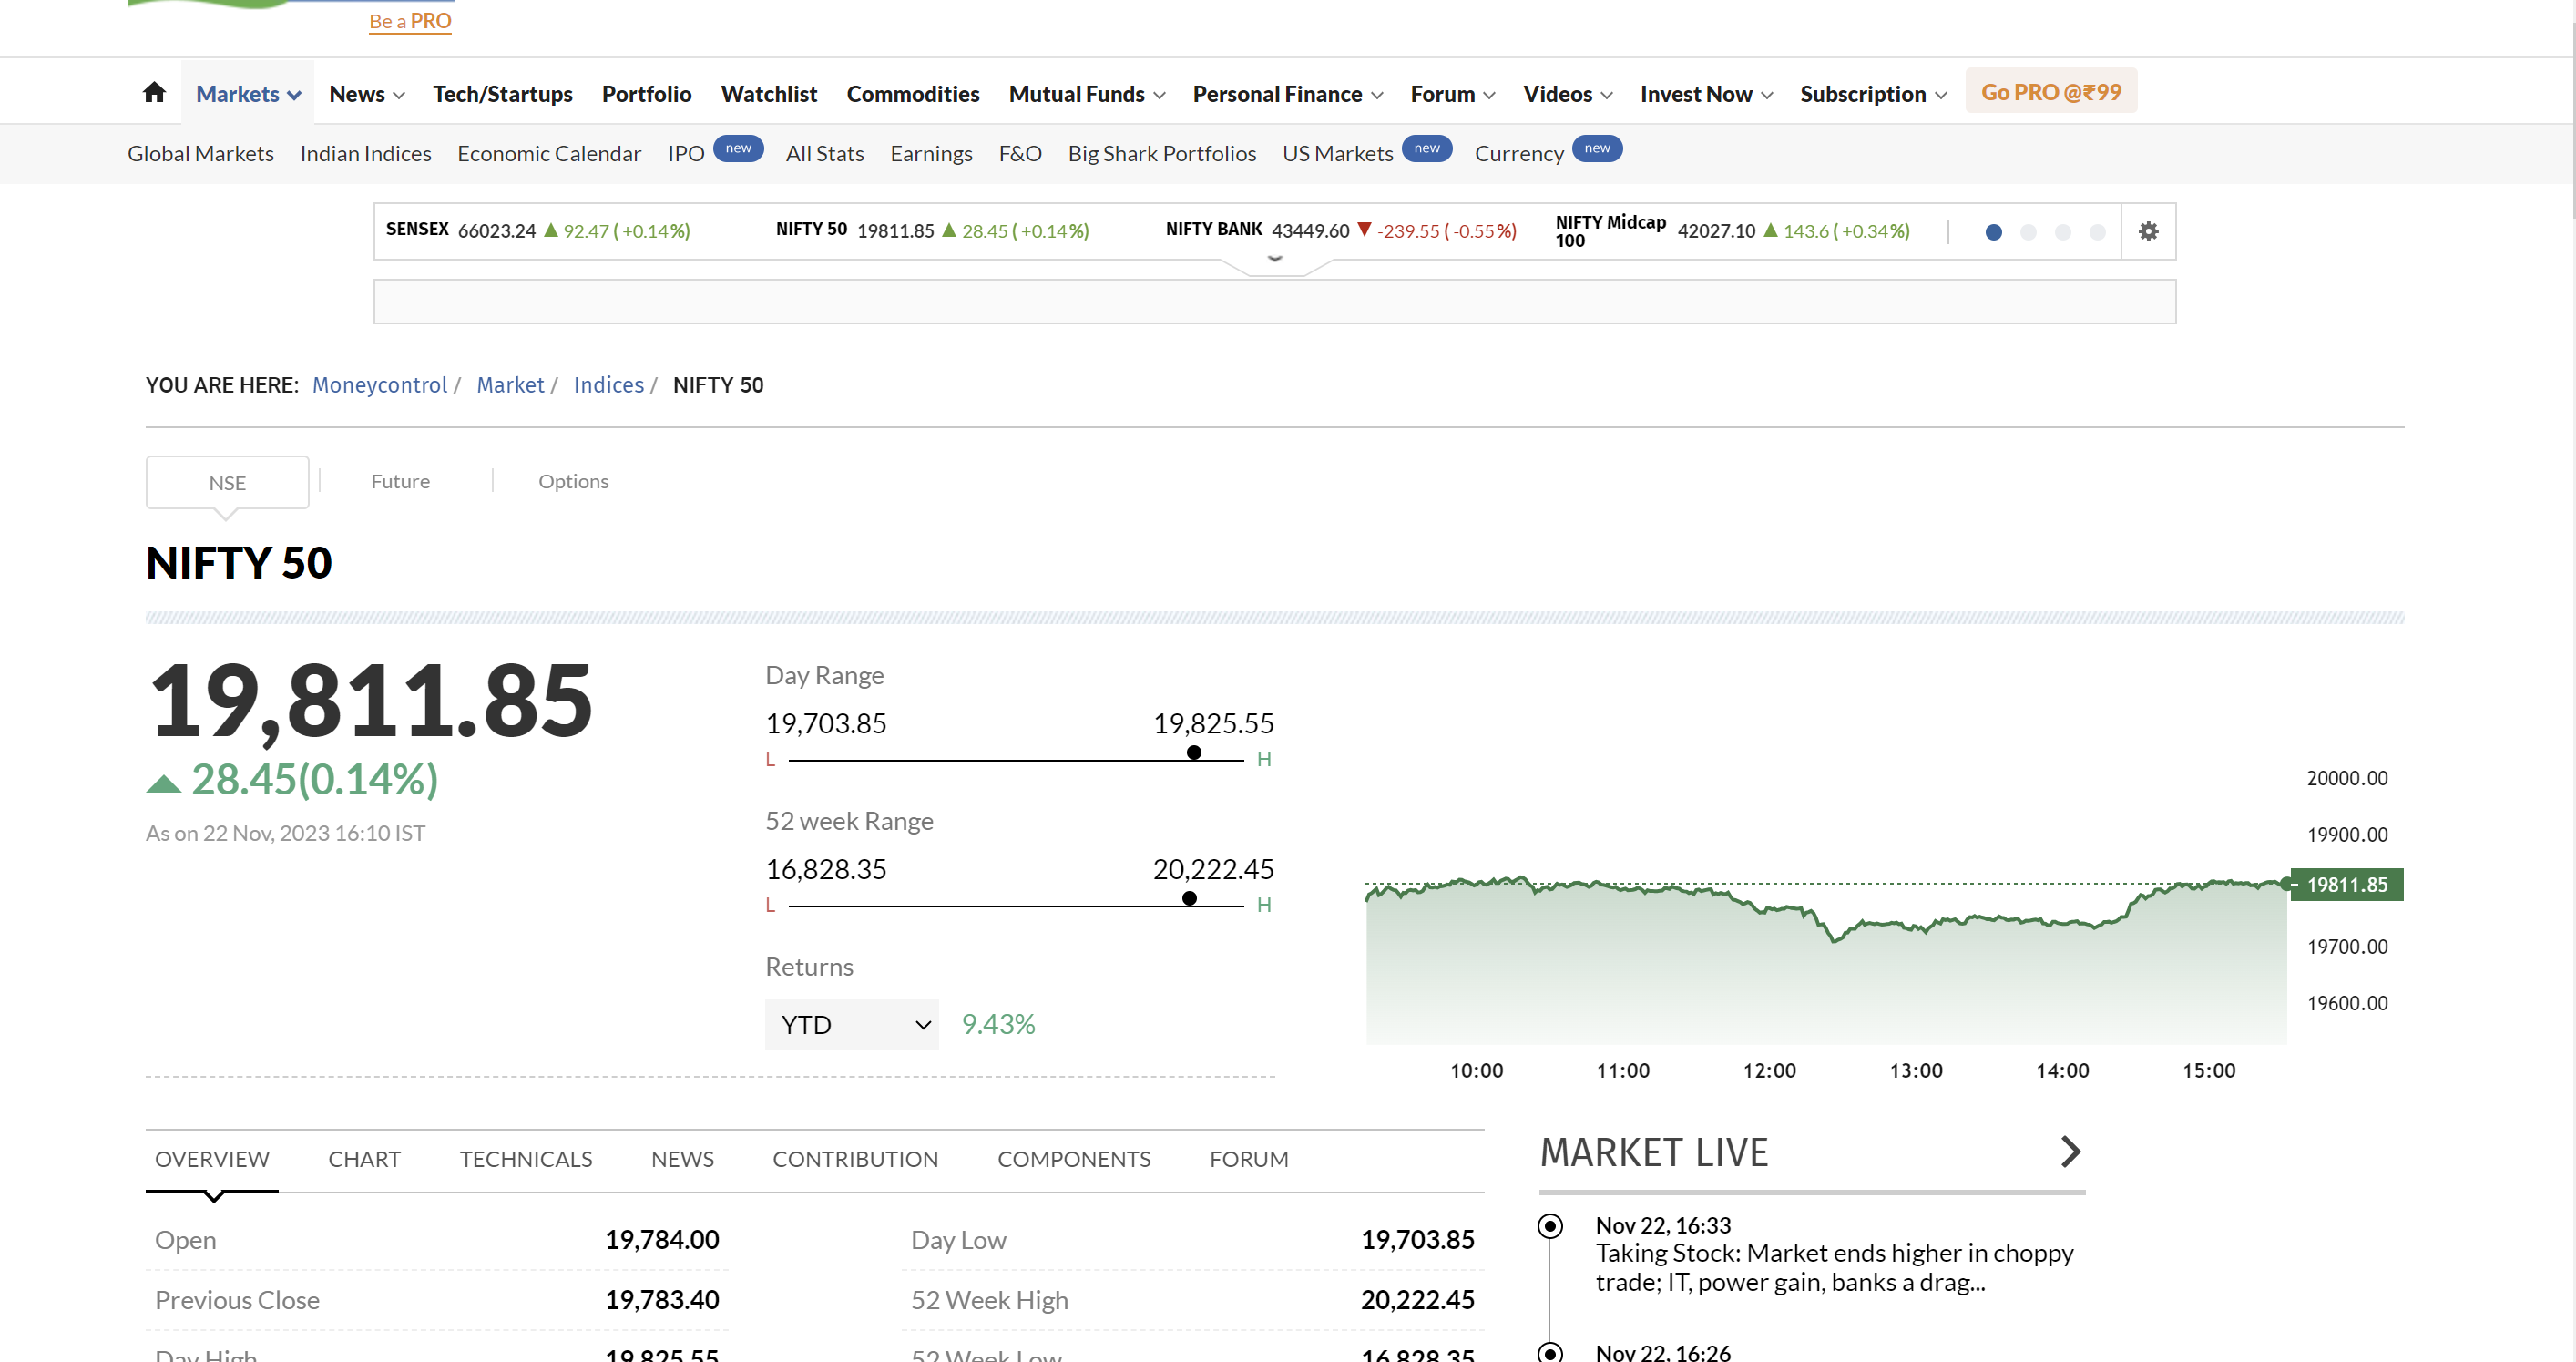 Be a PRO
Markets News Tech/Startups Portfolio Watchlist Commodities Mutual Funds Personal Finance Forum Videos Invest Now Subscription Go PRO @₹99
Global Markets Indian Indices Economic Calendar IPO new All Stats Earnings F&O Big Shark Portfolios US Markets new Currency new
SENSEX 66023.24 ▲ 92.47 ( +0.14%) NIFTY 50 19811.85 ▲ 28.45 ( +0.14%) NIFTY BANK 43449.60 ▼ -239.55 ( -0.55%) NIFTY Midcap 100 42027.10 ▲ 143.6 ( +0.34%)
YOU ARE HERE: Moneycontrol / Market / Indices / NIFTY 50
NSE Future Options
NIFTY 50
19,811.85
▲ 28.45(0.14%)
As on 22 Nov, 2023 16:10 IST
Day Range
19,703.85 19,825.55
L H
52 week Range
16,828.35 20,222.45
L H
Returns
YTD 9.43%
20000.00
19900.00
19811.85
19700.00
19600.00
10:00 11:00 12:00 13:00 14:00 15:00
OVERVIEW CHART TECHNICALS NEWS CONTRIBUTION COMPONENTS FORUM
Open 19,784.00 Day Low 19,703.85
Previous Close 19,783.40 52 Week High 20,222.45
Day High 19,825.55 52 Week Low 16,828.35
MARKET LIVE
Nov 22, 16:33
Taking Stock: Market ends higher in choppy
trade; IT, power gain, banks a drag...
Nov 22, 16:26